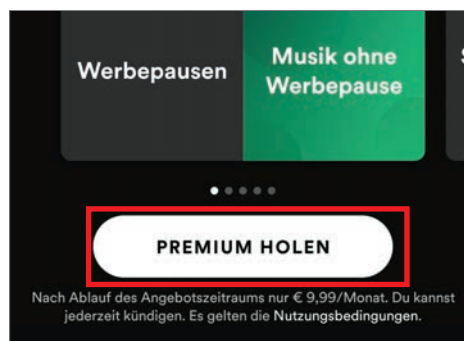 Werbepausen
Musik ohne
Werbepause
S
PREMIUM HOLEN
Nach Ablauf des Angebotszeitraums nur € 9,99/Monat. Du kannst
jederzeit kündigen. Es gelten die Nutzungsbedingungen.